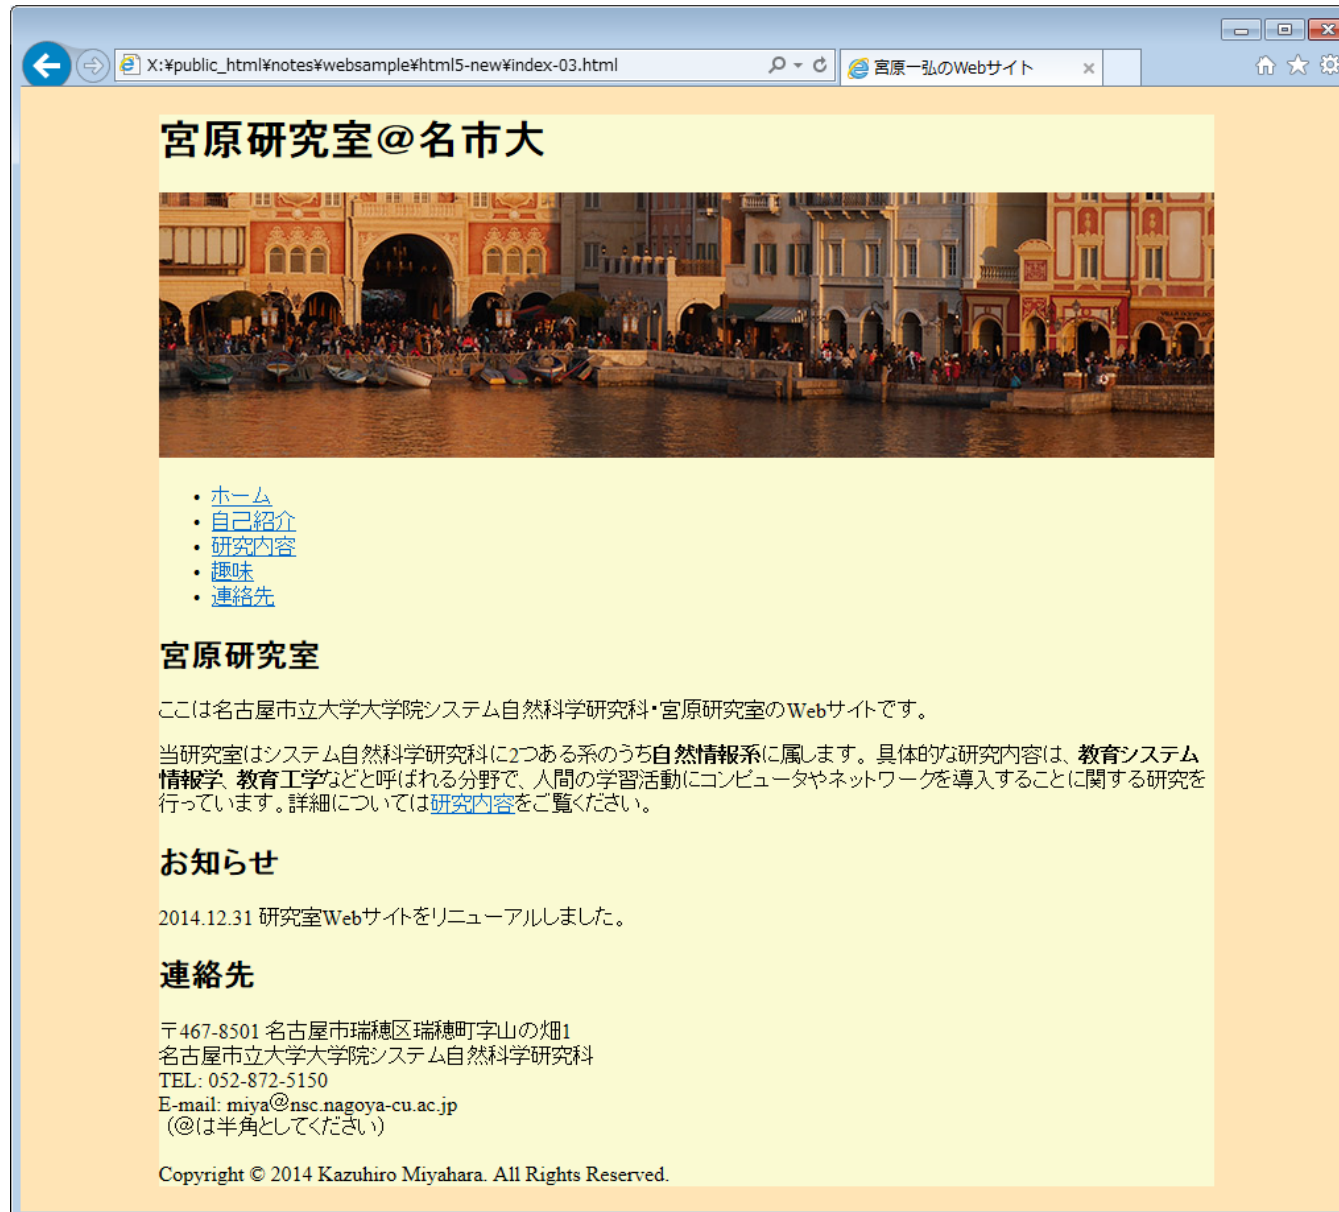 X:¥public_html¥notes¥websample¥html5-new¥index-03.html
宮原一弘のWebサイト
宮原研究室@名市大
・ホーム
・自己紹介
・研究内容
・趣味
・連絡先
宮原研究室
ここは名古屋市立大学大学院システム自然科学研究科・宮原研究室のWebサイトです。
当研究室はシステム自然科学研究科に2つある系のうち自然情報系に属します。具体的な研究内容は、教育システム
情報学、教育工学などと呼ばれる分野で、人間の学習活動にコンピュータやネットワークを導入することに関する研究を
行っています。詳細については研究内容をご覧ください。
お知らせ
2014.12.31 研究室Webサイトをリニューアルしました。
連絡先
〒467-8501 名古屋市瑞穂区瑞穂町字山の畑1
名古屋市立大学大学院システム自然科学研究科
TEL: 052-872-5150
E-mail: miya＠nsc.nagoya-cu.ac.jp
（＠は半角としてください）
Copyright © 2014 Kazuhiro Miyahara. All Rights Reserved.